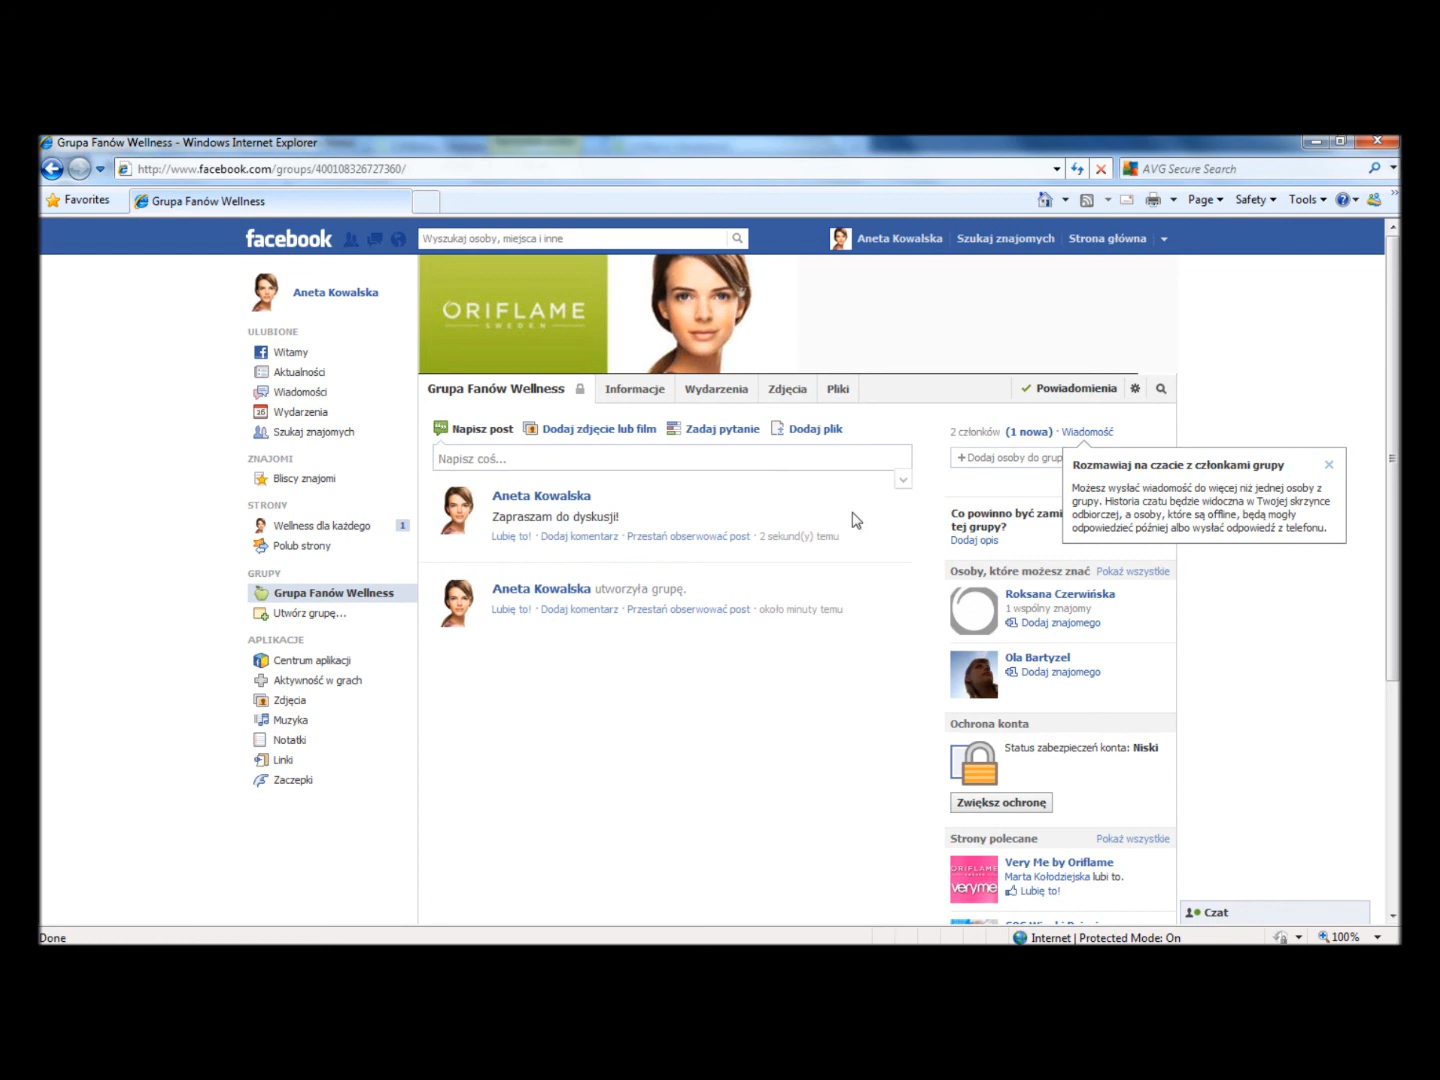 Grupa Fanów Wellness - Windows Internet Explorer
http://www.facebook.com/groups/400108326727360/
AVG Secure Search
Favorites
Grupa Fanów Wellness
Page
Safety
Tools
facebook
Wyszukaj osoby, miejsca i inne
Aneta Kowalska
Szukaj znajomych
Strona główna
Aneta Kowalska
ULUBIONE
Witamy
Aktualności
Wiadomości
26 Wydarzenia
Szukaj znajomych
ZNAJOMI
Bliscy znajomi
STRONY
Wellness dla każdego 1
Polub strony
GRUPY
Grupa Fanów Wellness
Utwórz grupę...
APLIKACJE
Centrum aplikacji
Aktywność w grach
Zdjęcia
Muzyka
Notatki
Linki
Zaczepki
ORIFLAME
SWEDEN
Grupa Fanów Wellness
Informacje
Wydarzenia
Zdjęcia
Pliki
Powiadomienia
Napisz post
Dodaj zdjęcie lub film
Zadaj pytanie
Dodaj plik
Napisz coś...
Aneta Kowalska
Zapraszam do dyskusji!
Lubię to! · Dodaj komentarz · Przestań obserwować post · 2 sekund(y) temu
Aneta Kowalska utworzyła grupę.
Lubię to! · Dodaj komentarz · Przestań obserwować post · około minuty temu
2 członków (1 nowa) · Wiadomość
+Dodaj osoby do grup
Rozmawiaj na czacie z członkami grupy
Możesz wysłać wiadomość do więcej niż jednej osoby z
grupy. Historia czatu będzie widoczna w Twojej skrzynce
odbiorczej, a osoby, które są offline, będą mogły
odpowiedzieć później albo wysłać odpowiedź z telefonu.
Co powinno być zami
tej grupy?
Dodaj opis
Osoby, które możesz znać Pokaż wszystkie
Roksana Czerwińska
1 wspólny znajomy
Dodaj znajomego
Ola Bartyzel
Dodaj znajomego
Ochrona konta
Status zabezpieczeń konta: Niski
Zwiększ ochronę
Strony polecane Pokaż wszystkie
ORIFLAME
veryme
Very Me by Oriflame
Marta Kołodziejska lubi to.
Lubię to!
Czat
Done
Internet | Protected Mode: On
100%